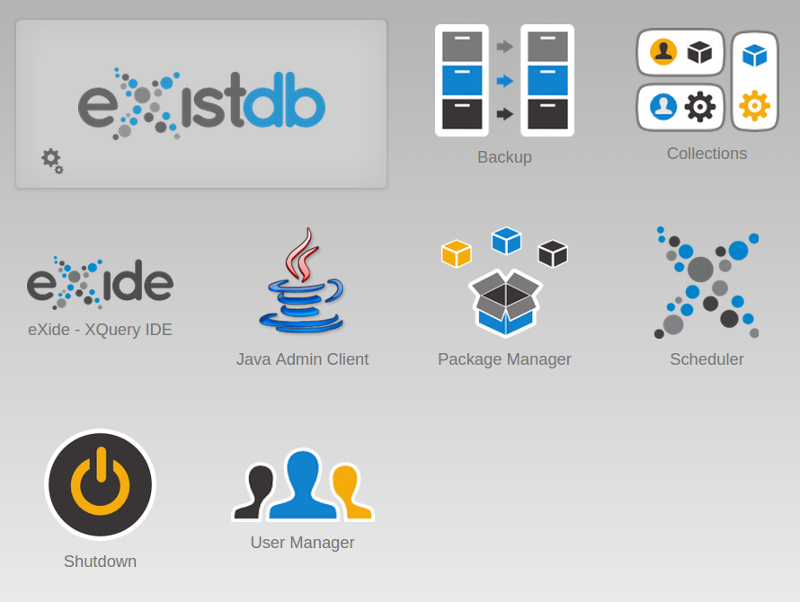 eXistdb
Backup
Collections
eXide
eXide - XQuery IDE
Java Admin Client
Package Manager
Scheduler
Shutdown
User Manager